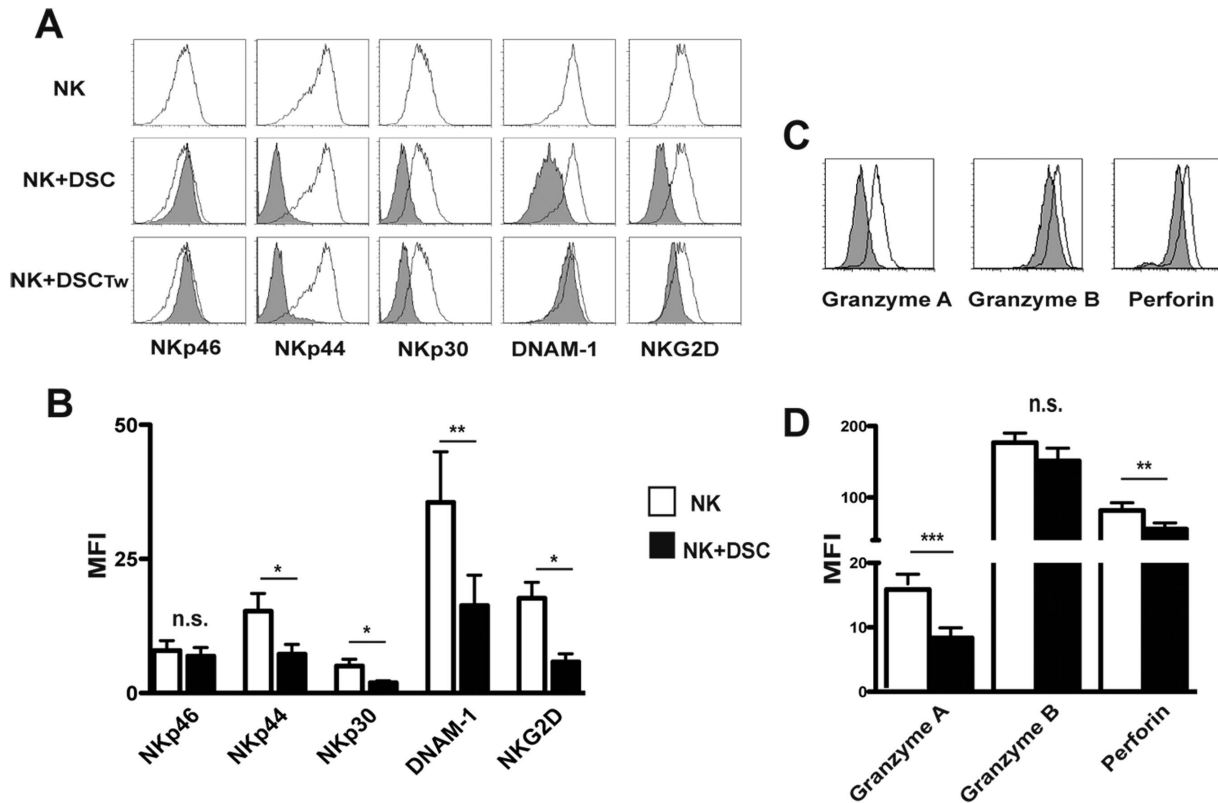 A
NK
NK+DSC
NK+DSCTw
NKp46 NKp44 NKp30 DNAM-1 NKG2D
B
MFI
50
25
0
n.s.
*
*
**
*
NKp46 NKp44 NKp30 DNAM-1 NKG2D
NK
NK+DSC
C
Granzyme A Granzyme B Perforin
D
MFI
200
100
20
10
0
***
n.s.
**
Granzyme A Granzyme B Perforin